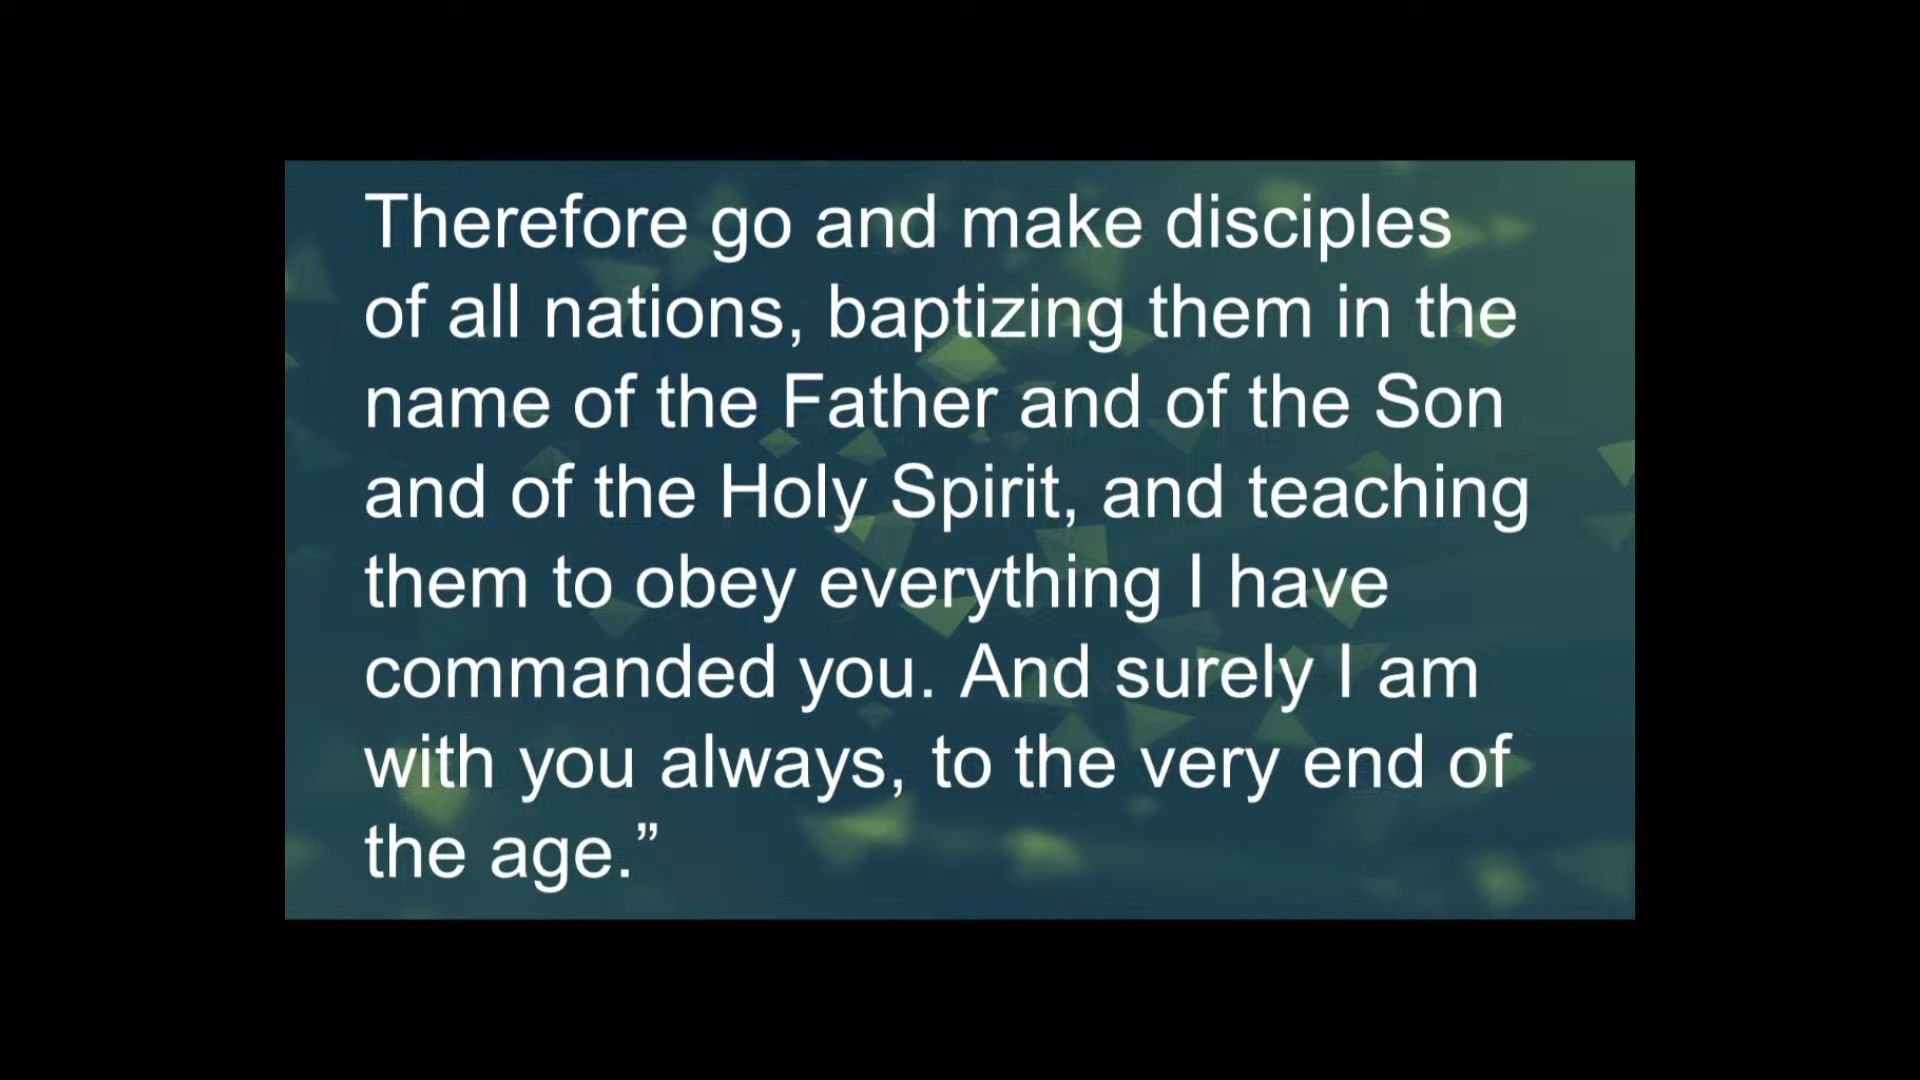 Therefore go and make disciples
of all nations, baptizing them in the
name of the Father and of the Son
and of the Holy Spirit, and teaching
them to obey everything I have
commanded you. And surely I am
with you always, to the very end of
the age.”